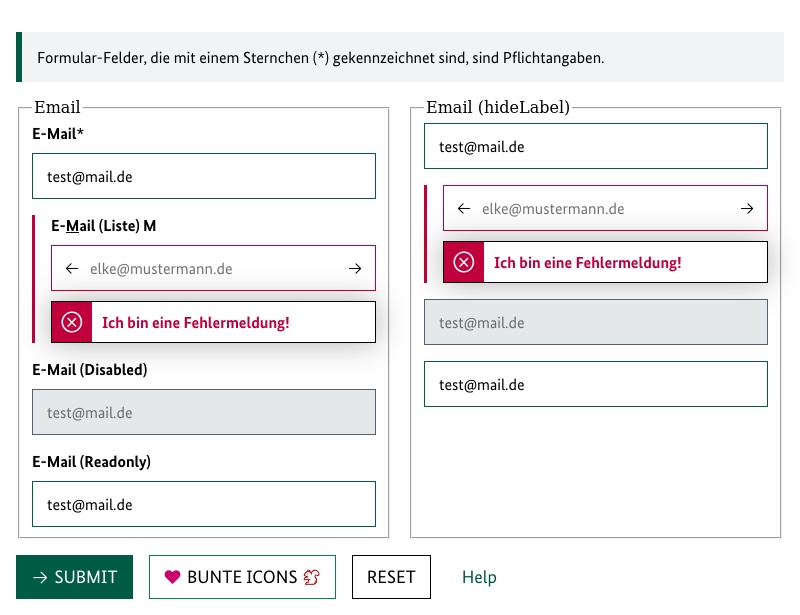 Formular-Felder, die mit einem Sternchen (*) gekennzeichnet sind, sind Pflichtangaben.
Email
E-Mail*
test@mail.de
E-Mail (Liste) M
elke@mustermann.de
Ich bin eine Fehlermeldung!
E-Mail (Disabled)
test@mail.de
E-Mail (Readonly)
test@mail.de
Email (hideLabel)
test@mail.de
elke@mustermann.de
Ich bin eine Fehlermeldung!
test@mail.de
test@mail.de
SUBMIT
BUNTE ICONS
RESET
Help